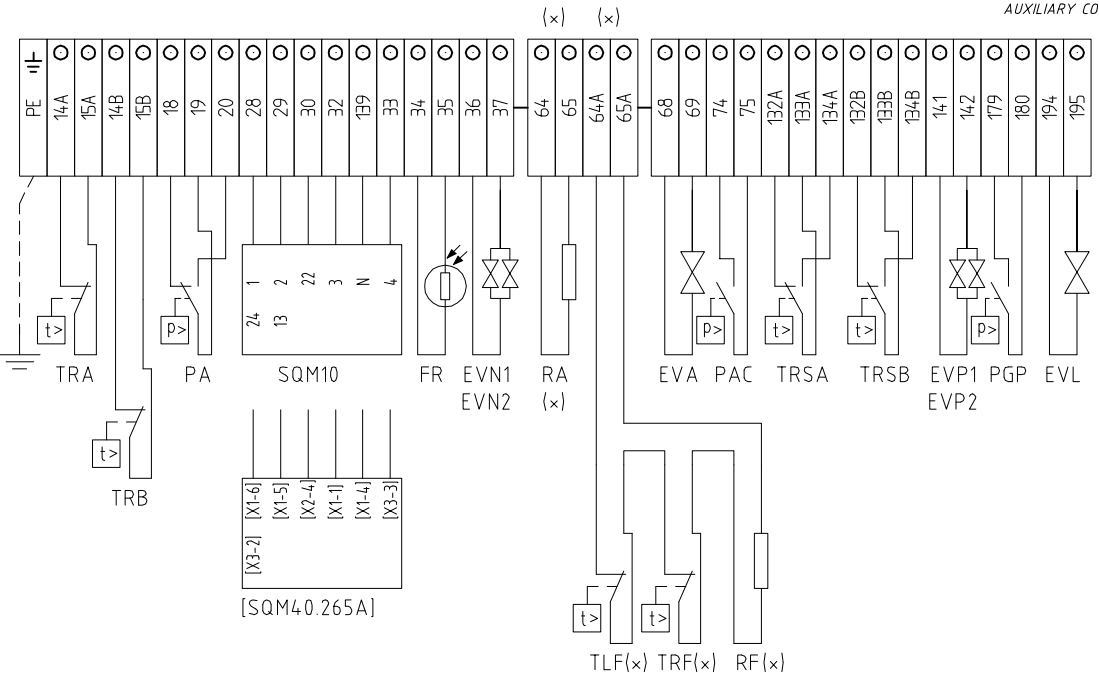 AUXILIARY CO
(x) (x)
PE 14A 15A 14B 15B 18 19 20 28 29 30 32 139 33 34 35 36 37 64 65 64A 65A 68 69 74 75 132A 133A 134A 132B 133B 134B 141 142 179 180 194 195
1 2 22 3 N 4
24 13
t> p> p> t> t> p>
TRA PA SQM10 FR EVN1 RA EVA PAC TRSA TRSB EVP1 PGP EVL
EVN2 (x) EVP2
t>
TRB
[X1-6] [X1-5] [X2-4] [X1-1] [X1-4] [X3-3]
[X3-2]
[SQM40.265A]
t> t>
TLF(x) TRF(x) RF(x)